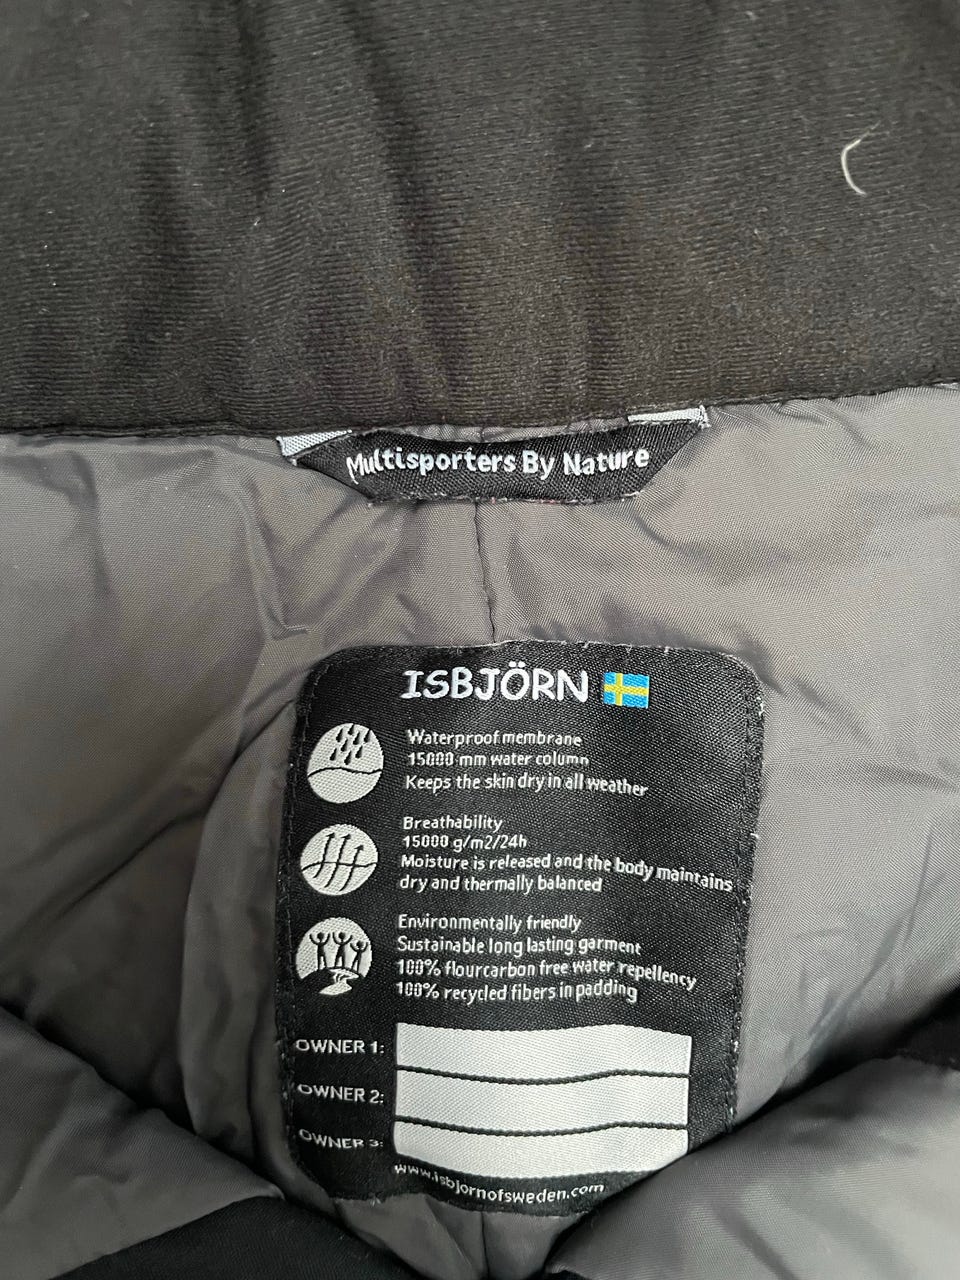 Multisporters By Nature
ISBJÖRN
Waterproof membrane
15000 mm water column
Keeps the skin dry in all weather
Breathability
15000 g/m2/24h
Moisture is released and the body maintains
dry and thermally balanced
Environmentally friendly
Sustainable long lasting garment
100% flourcarbon free water repellency
100% recycled fibers in padding
OWNER 1:
OWNER 2:
OWNER 3:
www.isbjornofsweden.com